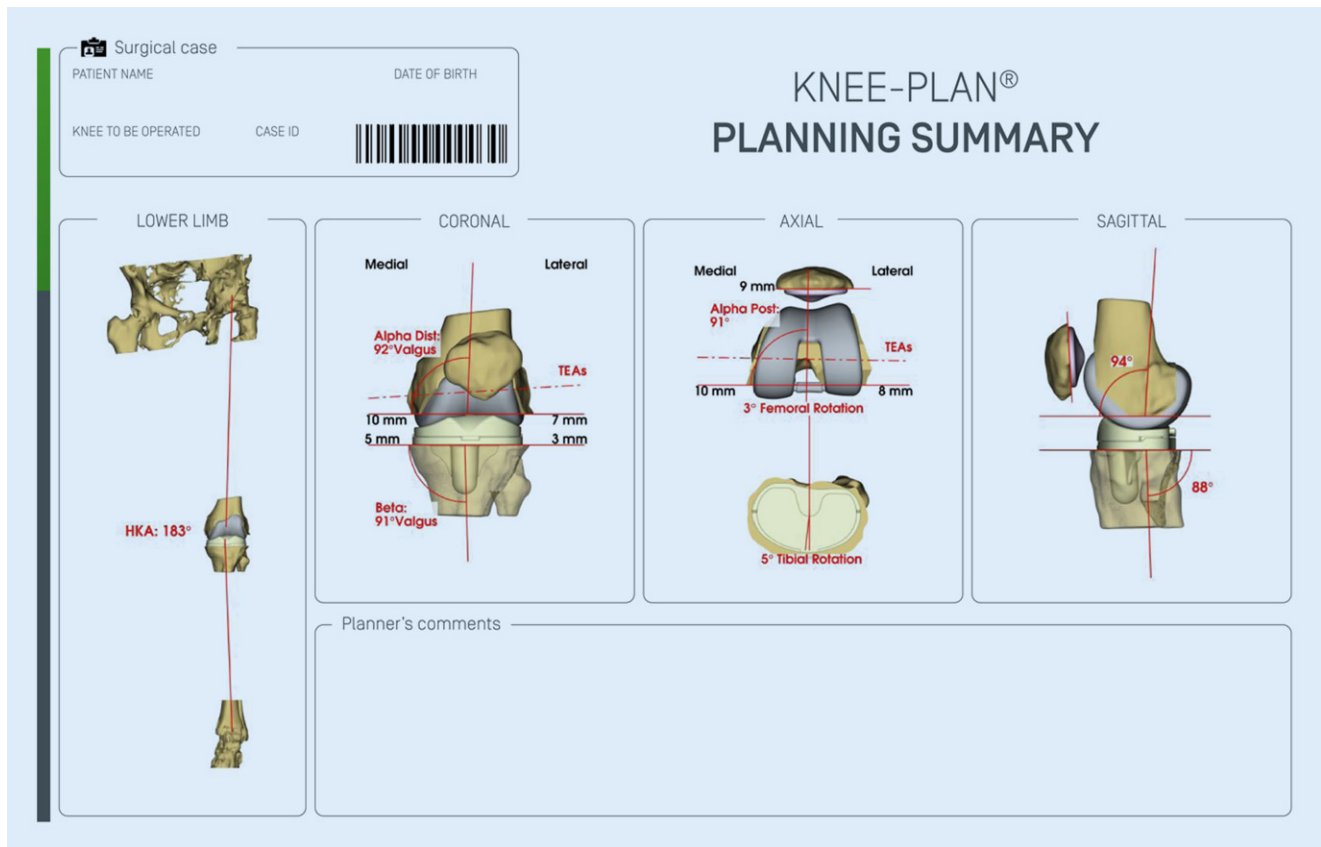 Surgical case
PATIENT NAME
DATE OF BIRTH
KNEE TO BE OPERATED
CASE ID
KNEE-PLAN®
PLANNING SUMMARY
LOWER LIMB
HKA: 183°
CORONAL
Medial
Lateral
Alpha Dist:
92°Valgus
TEAs
10 mm
7 mm
5 mm
3 mm
Beta:
91°Valgus
AXIAL
Medial
Lateral
9 mm
Alpha Post:
91°
TEAs
10 mm
8 mm
3° Femoral Rotation
5° Tibial Rotation
SAGITTAL
94°
88°
Planner's comments